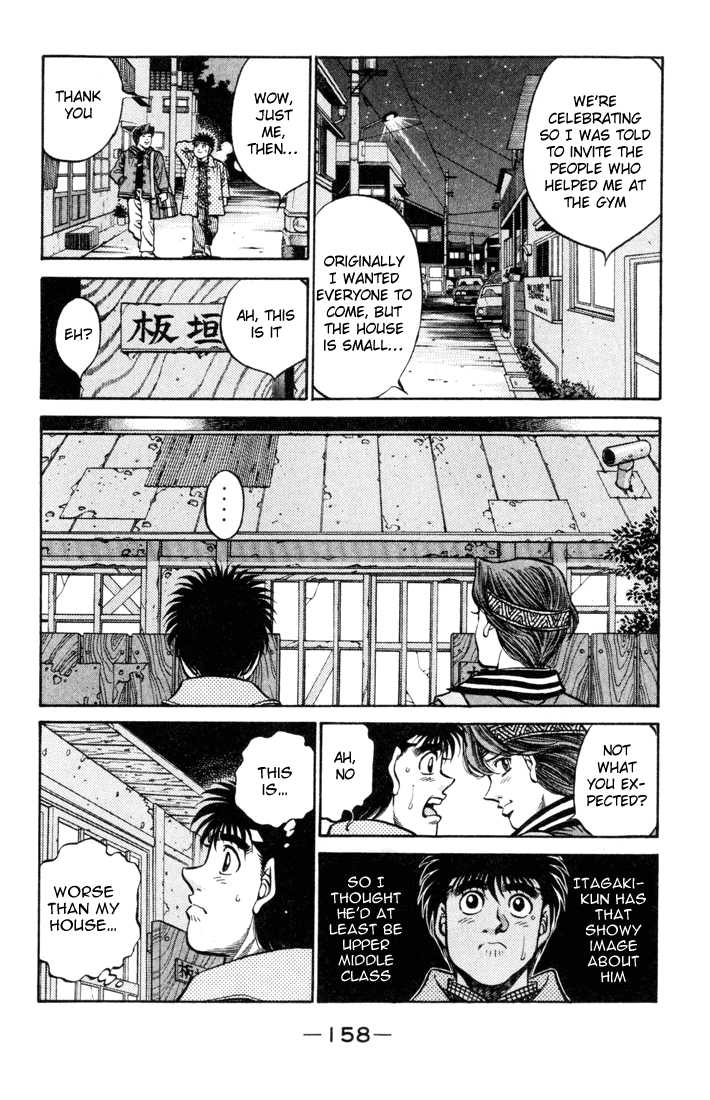 WE'RE
CELEBRATING
SO I WAS TOLD
TO INVITE THE
PEOPLE WHO
HELPED ME AT
THE GYM
ORIGINALLY
I WANTED
EVERYONE TO
COME, BUT
THE HOUSE
IS SMALL...
WOW,
JUST
ME,
THEN...
THANK
YOU
AH, THIS
IS IT
板垣
EH?
....
NOT
WHAT
YOU EX-
PECTED?
AH,
NO
ITAGAKI-
KUN HAS
THAT
SHOWY
IMAGE
ABOUT
HIM
SO I
THOUGHT
HE'D AT
LEAST BE
UPPER
MIDDLE
CLASS
THIS
IS...
WORSE
THAN MY
HOUSE...
板
—158—